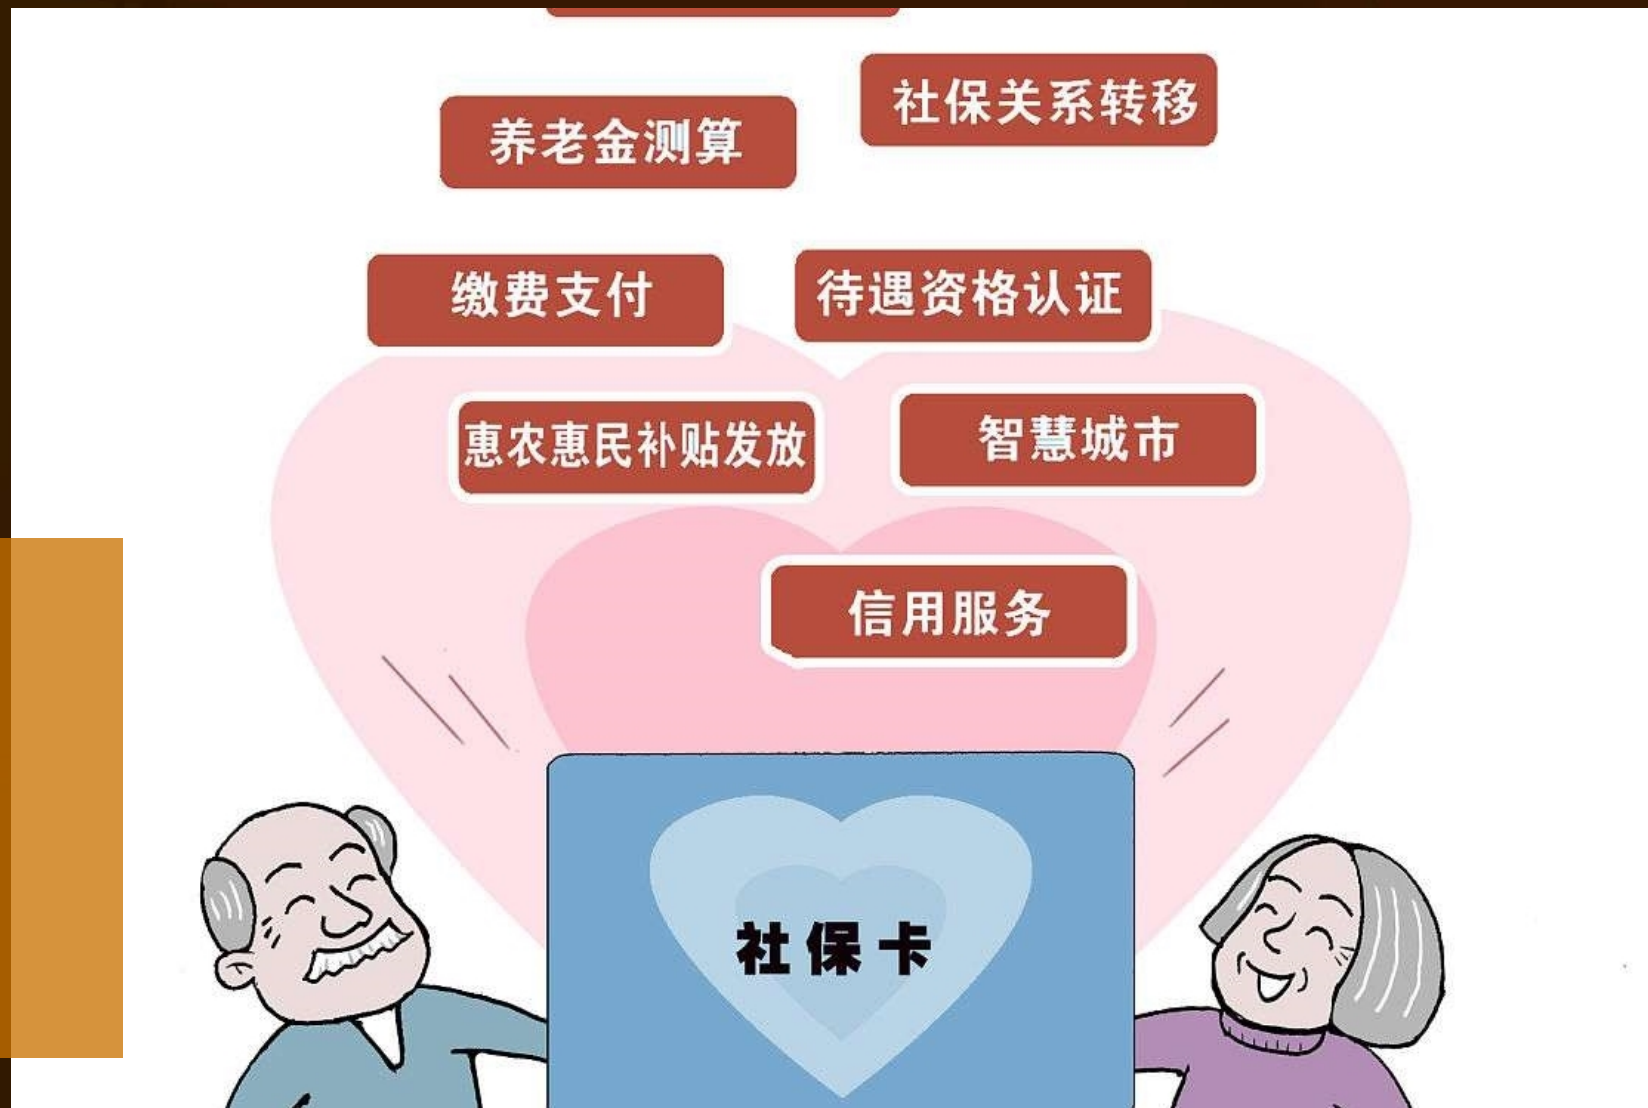 社保关系转移
养老金测算
缴费支付
待遇资格认证
惠农惠民补贴发放
智慧城市
信用服务
社保卡